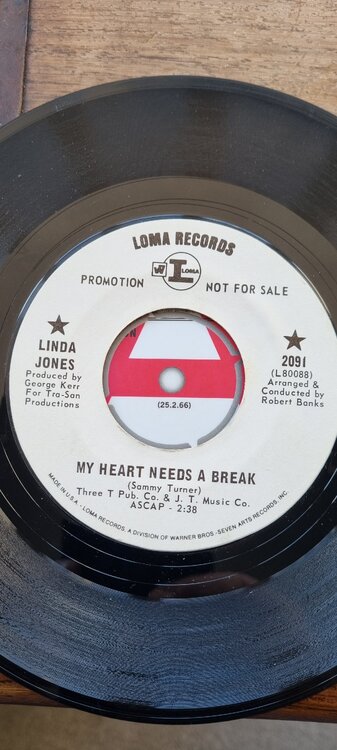 LOMA RECORDS
W7 L LOMA
PROMOTION NOT FOR SALE
★ LINDA JONES
Produced by
George Kerr
For Tra-San
Productions
★ 2091
(L80088)
Arranged &
Conducted by
Robert Banks
(25.2.66)
MY HEART NEEDS A BREAK
(Sammy Turner)
Three T Pub. Co. & J. T. Music Co.
ASCAP - 2:38
MADE IN U.S.A. - LOMA RECORDS, A DIVISION OF WARNER BROS. - SEVEN ARTS RECORDS, INC.